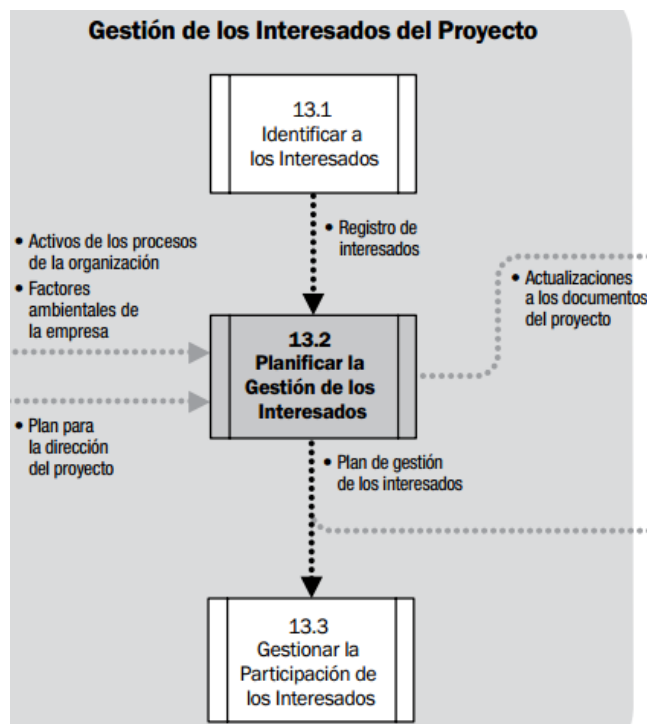 Gestión de los Interesados del Proyecto
13.1
Identificar a
los Interesados
• Registro de
interesados
• Activos de los procesos
de la organización
• Factores
ambientales de
la empresa
• Actualizaciones
a los documentos
del proyecto
13.2
Planificar la
Gestión de los
Interesados
• Plan para
la dirección
del proyecto
• Plan de gestión
de los interesados
13.3
Gestionar la
Participación de
los Interesados